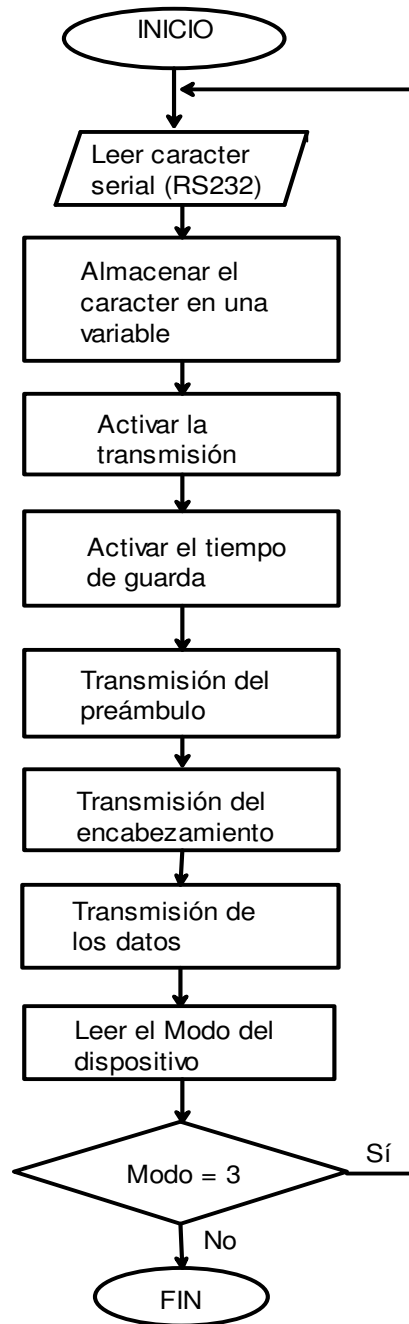 INICIO
Leer caracter
serial (RS232)
Almacenar el
caracter en una
variable
Activar la
transmisión
Activar el tiempo
de guarda
Transmisión del
preámbulo
Transmisión del
encabezamiento
Transmisión de
los datos
Leer el Modo del
dispositivo
Modo = 3
Sí
No
FIN